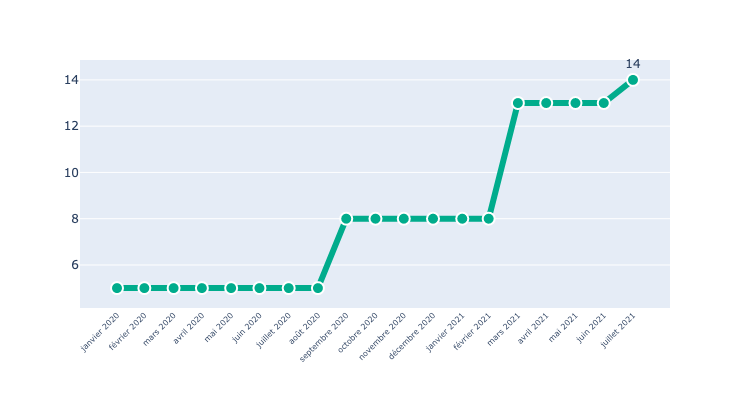 14
14
12
10
8
6
janvier 2020
février 2020
mars 2020
avril 2020
mai 2020
juin 2020
juillet 2020
août 2020
septembre 2020
octobre 2020
novembre 2020
décembre 2020
janvier 2021
février 2021
mars 2021
avril 2021
mai 2021
juin 2021
juillet 2021